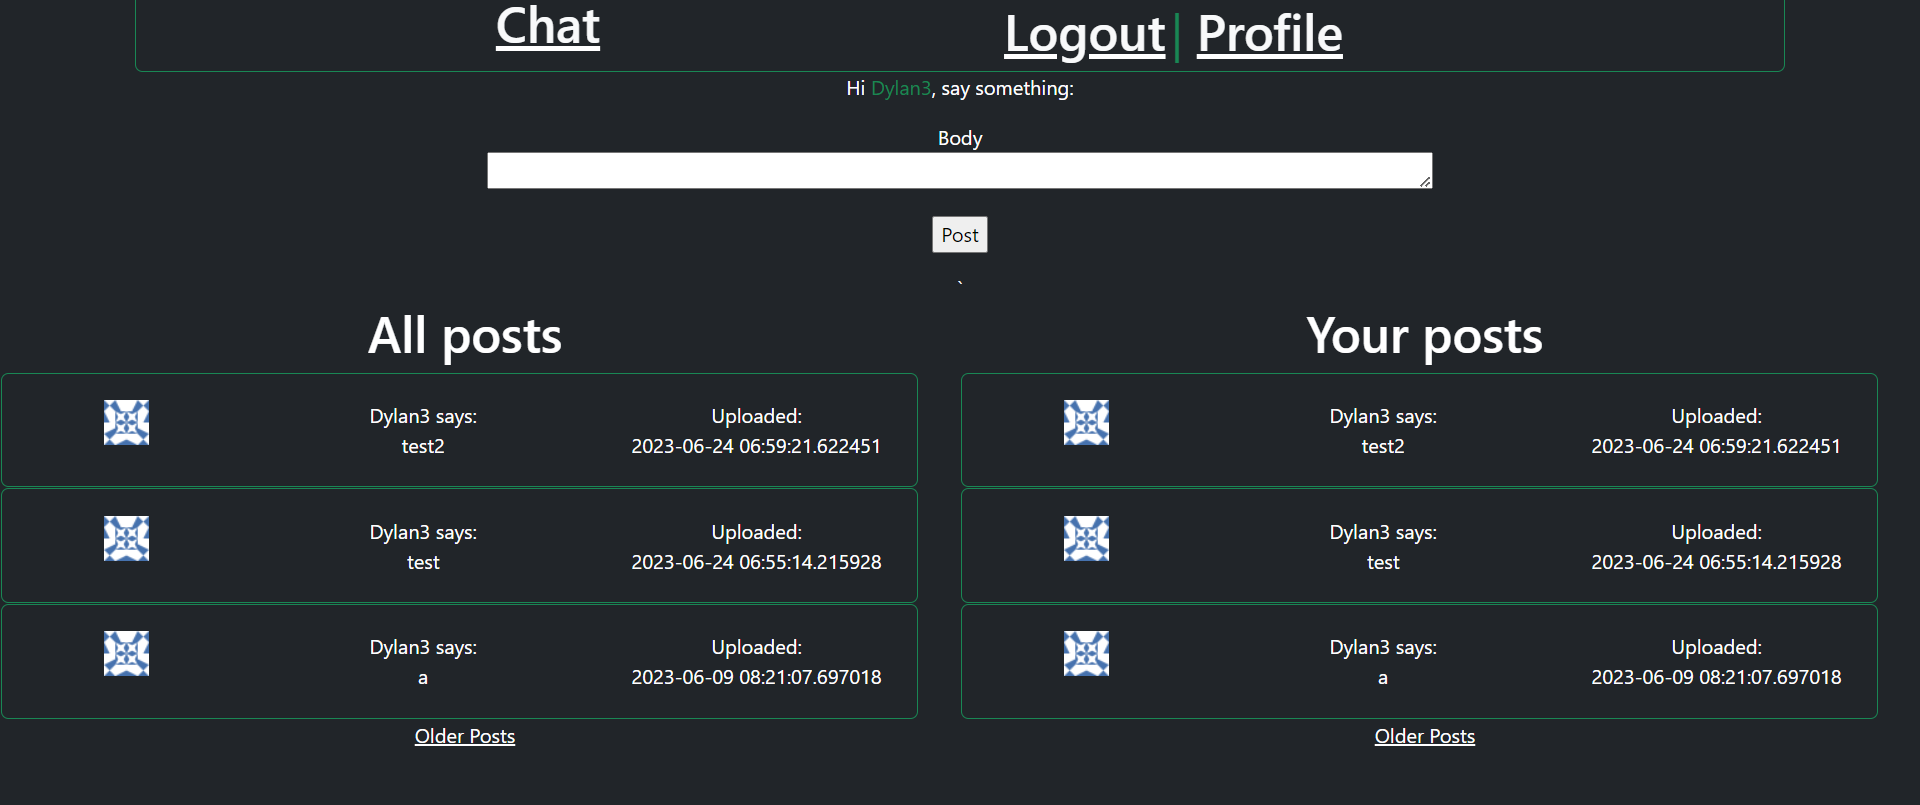 Chat
Logout | Profile
Hi Dylan3, say something:
Body
Post
`
All posts
Dylan3 says:
test2
Uploaded:
2023-06-24 06:59:21.622451
Dylan3 says:
test
Uploaded:
2023-06-24 06:55:14.215928
Dylan3 says:
a
Uploaded:
2023-06-09 08:21:07.697018
Older Posts
Your posts
Dylan3 says:
test2
Uploaded:
2023-06-24 06:59:21.622451
Dylan3 says:
test
Uploaded:
2023-06-24 06:55:14.215928
Dylan3 says:
a
Uploaded:
2023-06-09 08:21:07.697018
Older Posts